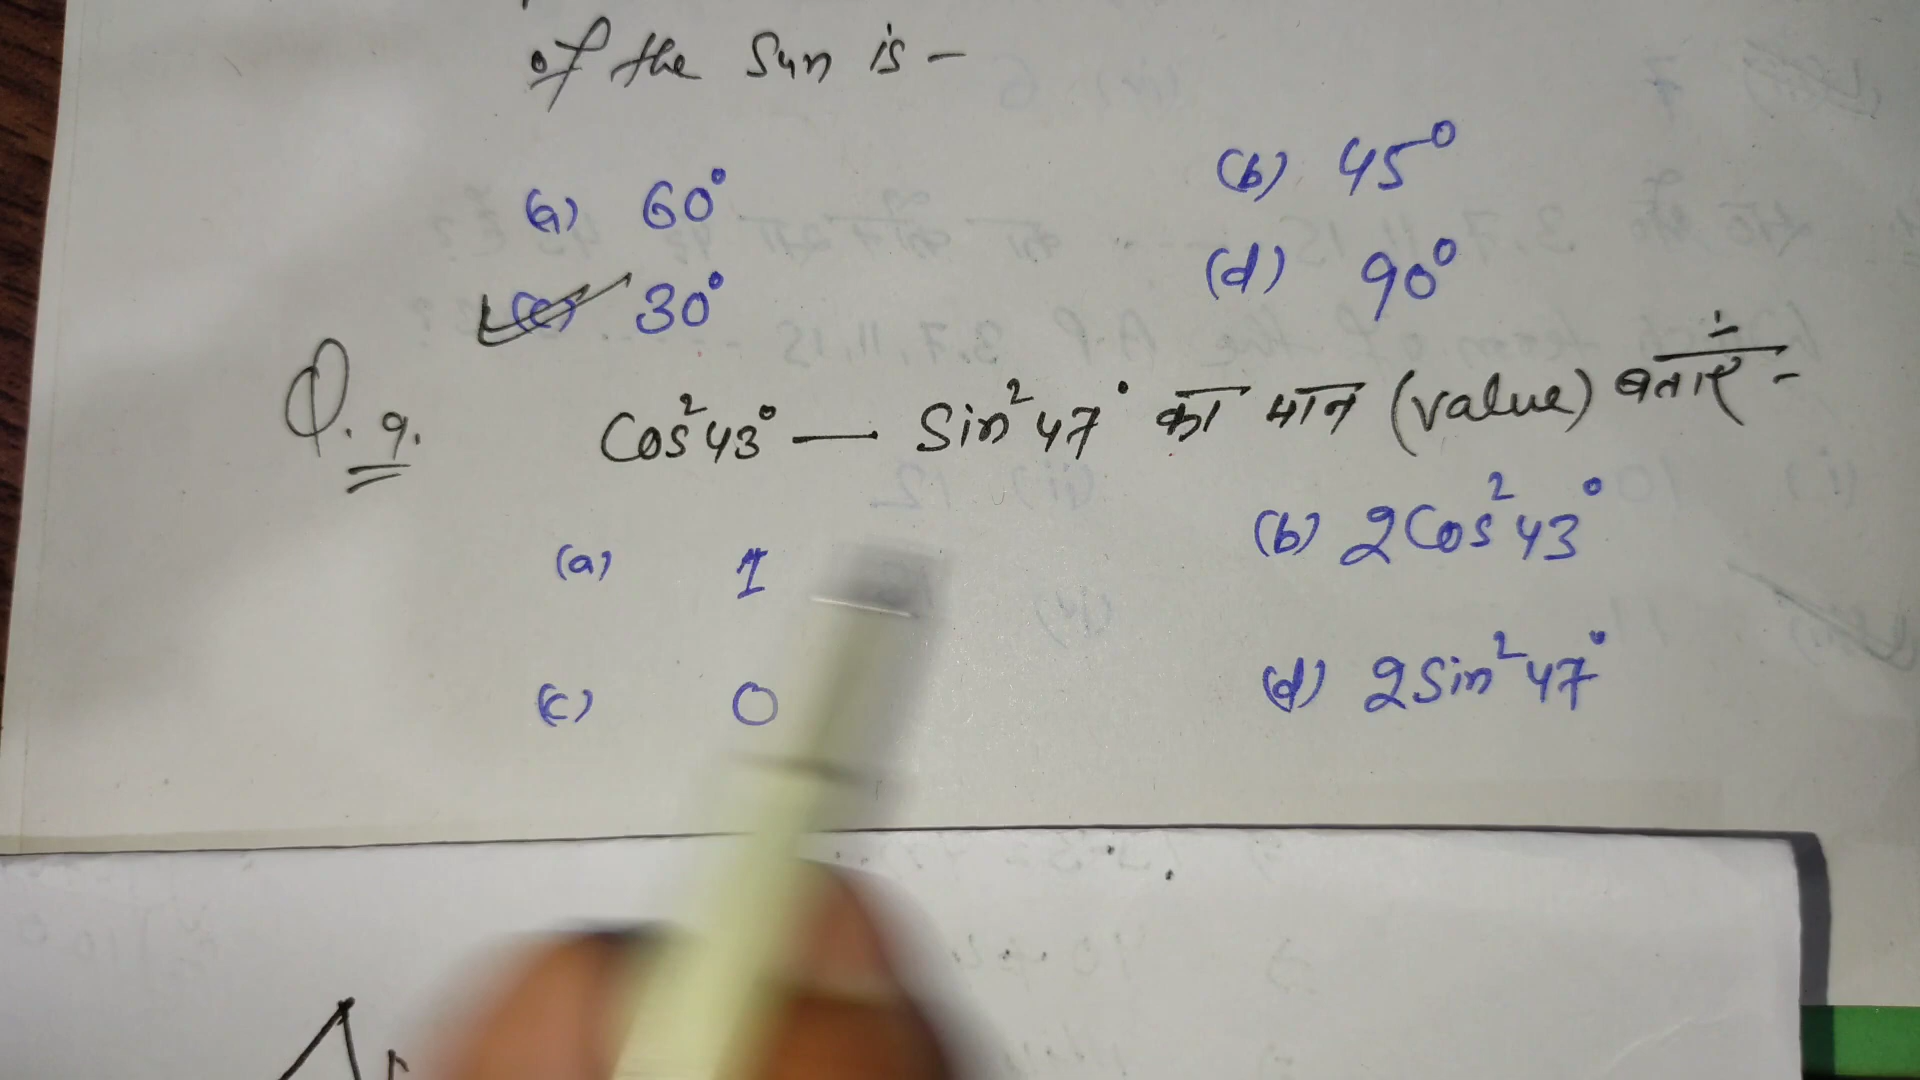 of the Sun is -
(a) 60° (b) 45°
(c) 30° (d) 90°
Q.9. Cos²43° — Sin²47° का मान (value) बताएं -
(a) 1 (b) 2Cos²43°
(c) 0 (d) 2Sin²47°